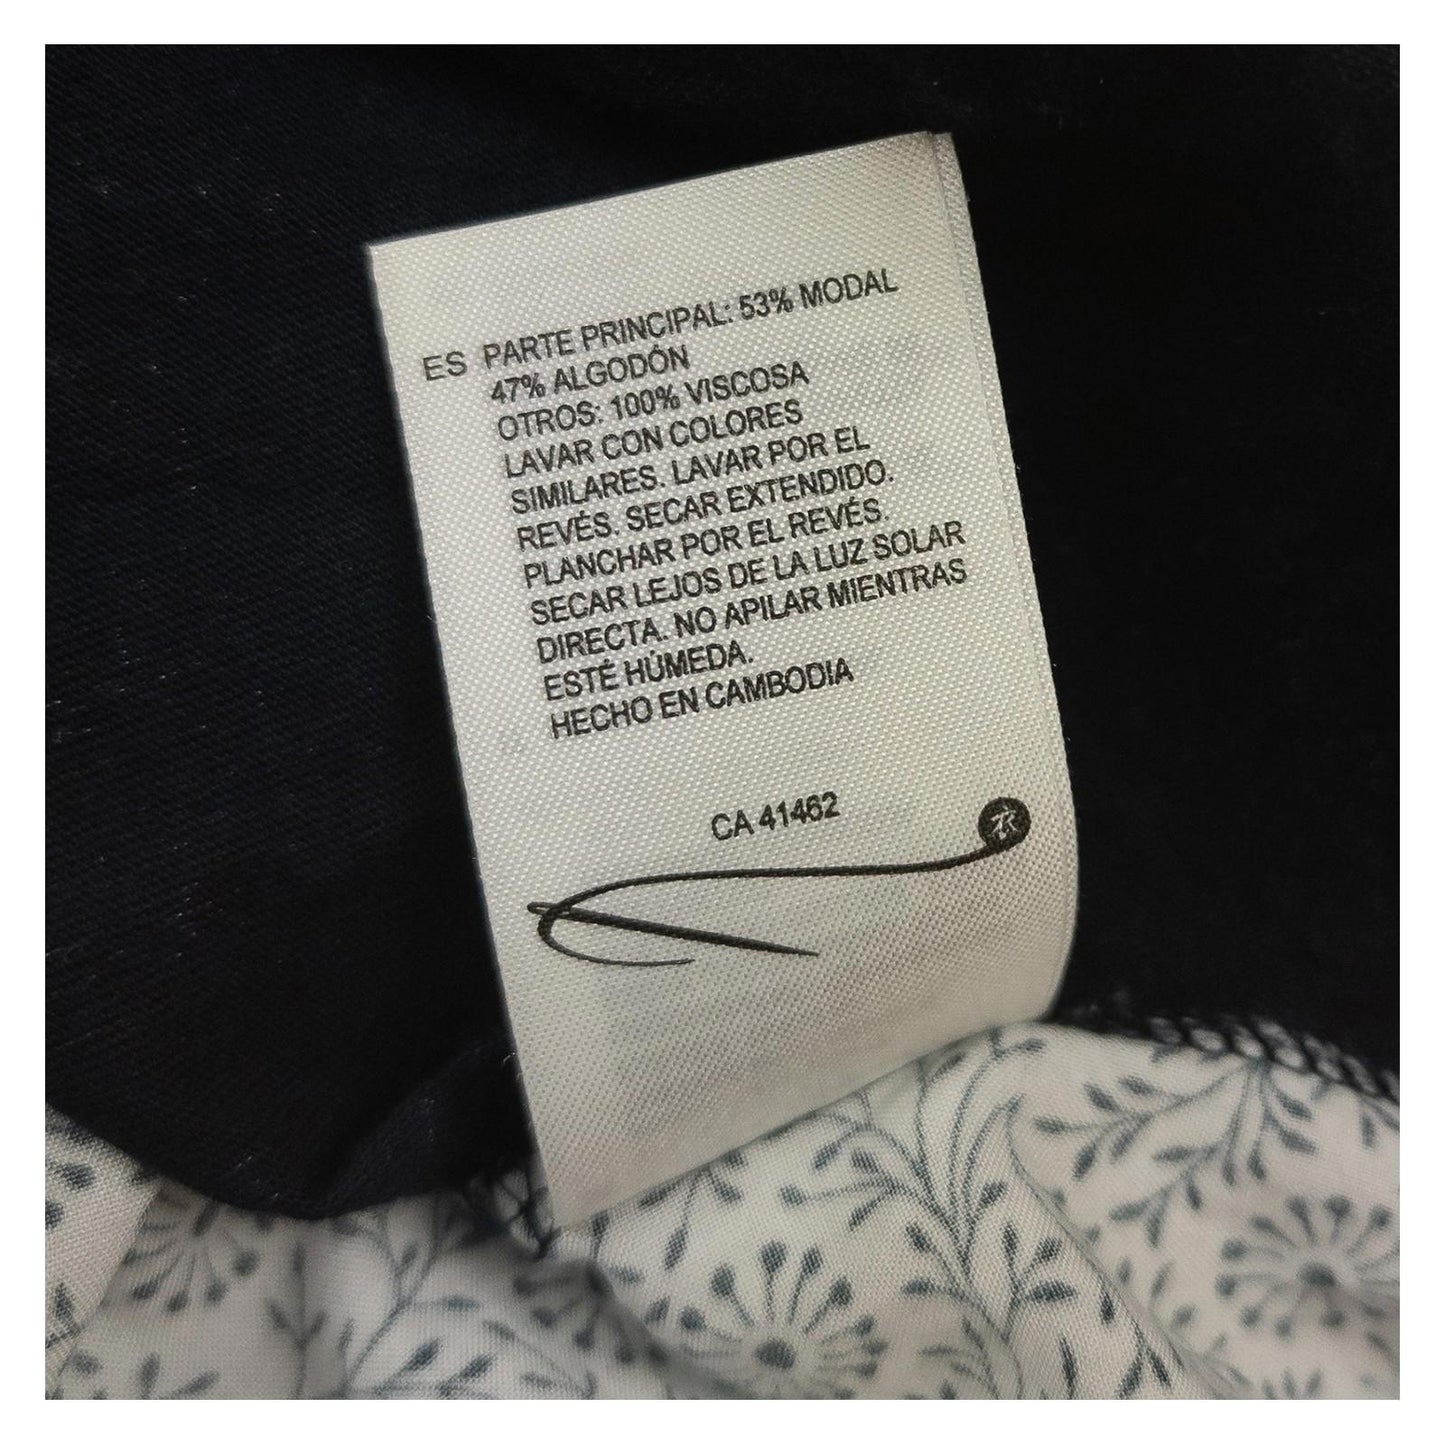 ES PARTE PRINCIPAL: 53% MODAL
47% ALGODÓN
OTROS: 100% VISCOSA
LAVAR CON COLORES
SIMILARES. LAVAR POR EL
REVÉS. SECAR EXTENDIDO.
PLANCHAR POR EL REVÉS.
SECAR LEJOS DE LA LUZ SOLAR
DIRECTA. NO APILAR MIENTRAS
ESTÉ HÚMEDA.
HECHO EN CAMBODIA
CA 41462